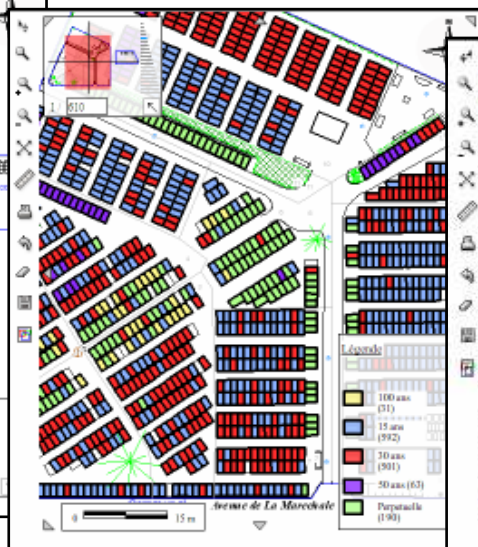 1 / 610
Légende
100 ans
(31)
15 ans
(592)
30 ans
(501)
50 ans (63)
Perpetuelle
(190)
0 15 m
Avenue de La Marechale